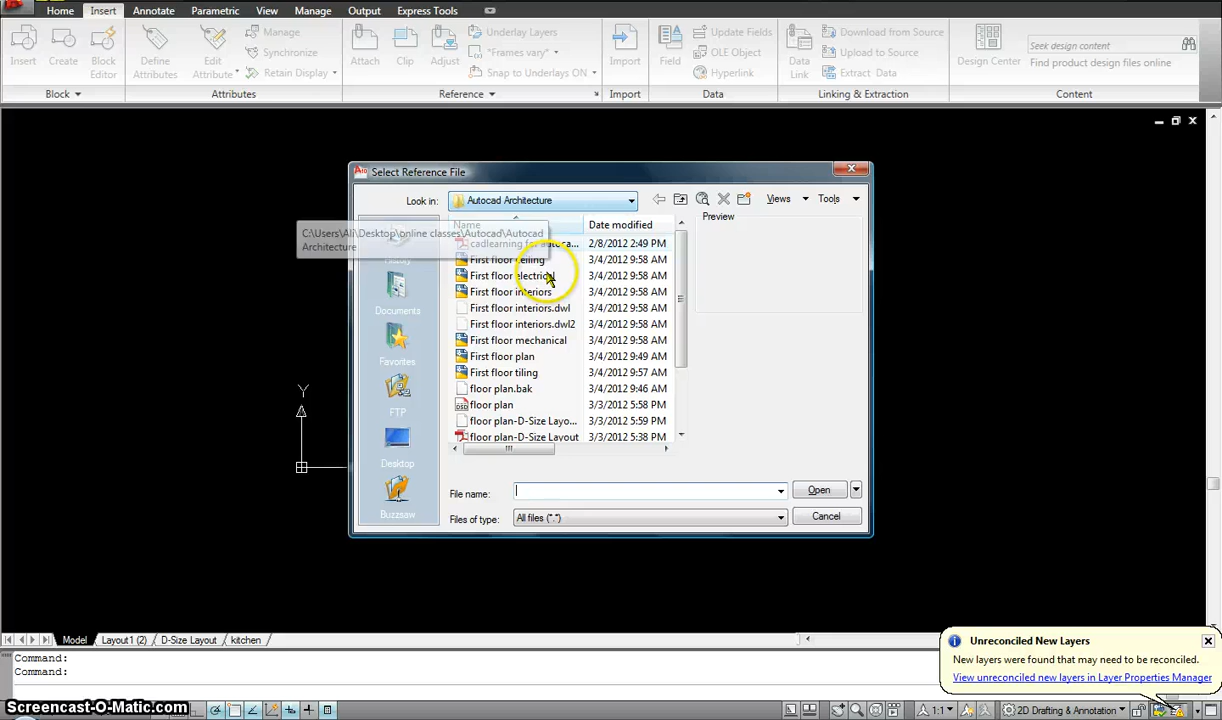 Home Insert Annotate Parametric View Manage Output Express Tools
Insert Create Block Editor
Define Attributes Edit Attribute
Manage
Synchronize
Retain Display
Attach Clip Adjust
Underlay Layers
*Frames vary*
Snap to Underlays ON
Import
Field
Update Fields
OLE Object
Hyperlink
Data Link
Download from Source
Upload to Source
Extract Data
Design Center
Seek design content
Find product design files online
Block Attributes Reference Import Data Linking & Extraction Content
Select Reference File
Look in: Autocad Architecture Views Tools
Name Date modified Preview
C:\Users\Ali\Desktop\online classes\Autocad\Autocad
Architecture
cadlearning for autoca... 2/8/2012 2:49 PM
First floor ceiling 3/4/2012 9:58 AM
First floor electrical 3/4/2012 9:58 AM
First floor interiors 3/4/2012 9:58 AM
First floor interiors.dwl 3/4/2012 9:58 AM
First floor interiors.dwl2 3/4/2012 9:58 AM
First floor mechanical 3/4/2012 9:58 AM
First floor plan 3/4/2012 9:49 AM
First floor tiling 3/4/2012 9:57 AM
floor plan.bak 3/4/2012 9:46 AM
floor plan 3/3/2012 5:58 PM
floor plan-D-Size Layo... 3/3/2012 5:59 PM
floor plan-D-Size Layout 3/3/2012 5:38 PM
History
Documents
Favorites
FTP
Desktop
Buzzsaw
File name: Open
Files of type: All files (*.*) Cancel
Y
Model Layout1 (2) D-Size Layout kitchen
Command:
Command:
Unreconciled New Layers
New layers were found that may need to be reconciled.
View unreconciled new layers in Layer Properties Manager
Screencast-O-Matic.com
1:1 2D Drafting & Annotation